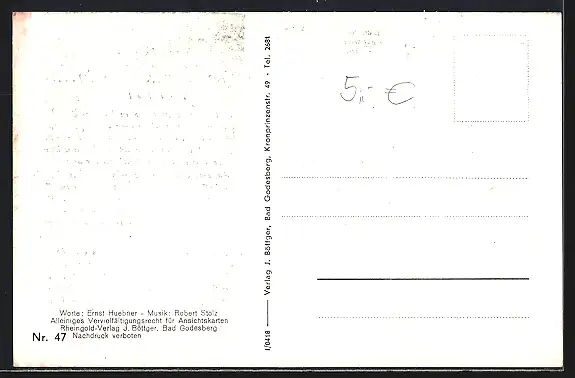 Worte: Ernst Huebner - Musik: Robert Stolz
Alleiniges Vervielfältigungsrecht für Ansichtskarten
Rheingold-Verlag J. Böttger, Bad Godesberg
Nr. 47 Nachdruck verboten
I/0418 — Verlag J. Böttger, Bad Godesberg, Kronprinzenstr. 49 • Tel. 2681
5,- €